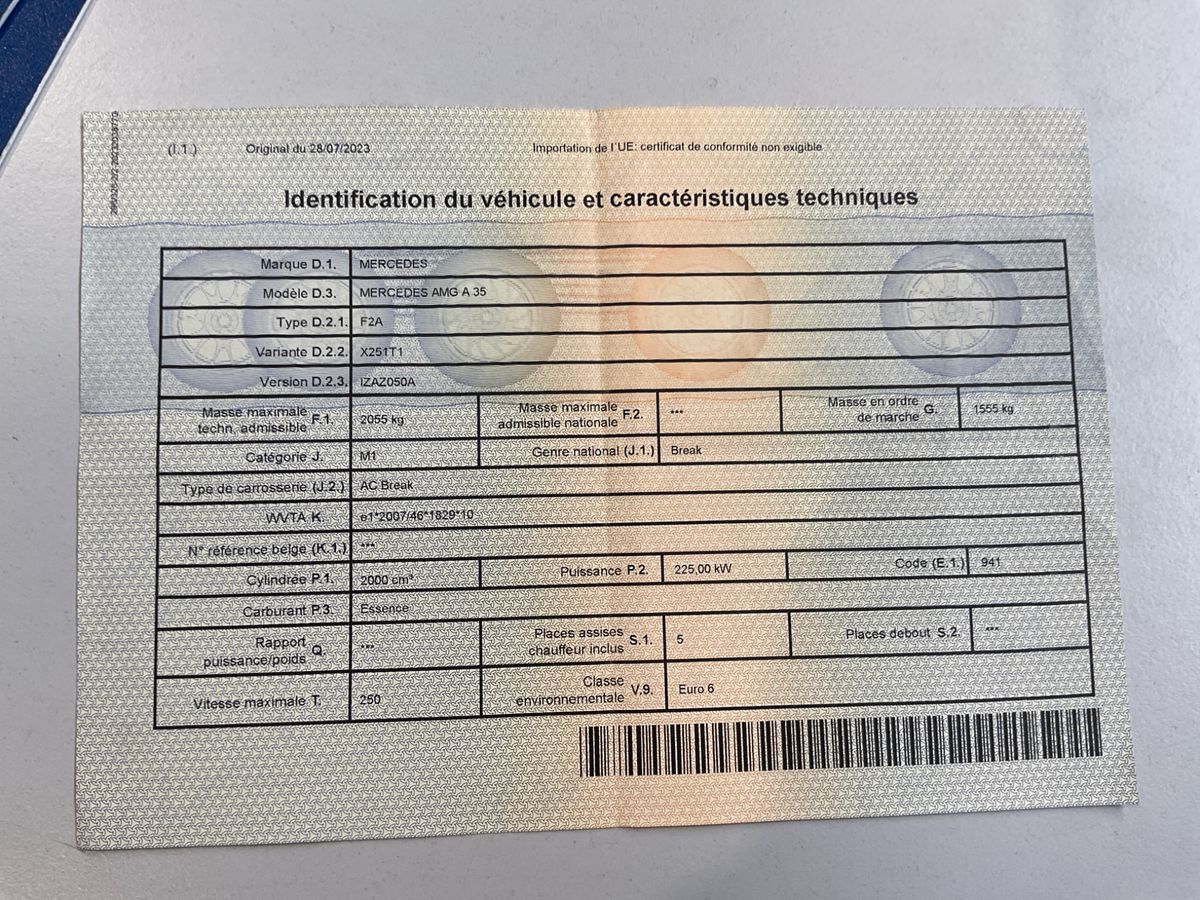 (I.1.) Original du 28/07/2023 Importation de l'UE: certificat de conformité non exigible
Identification du véhicule et caractéristiques techniques
Marque D.1. MERCEDES
Modèle D.3. MERCEDES AMG A 35
Type D.2.1. F2A
Variante D.2.2. X251T1
Version D.2.3. IZAZ050A
Masse maximale techn. admissible F.1. 2055 kg Masse maximale admissible nationale F.2. *** Masse en ordre de marche G. 1555 kg
Catégorie J. M1 Genre national (J.1.) Break
Type de carrosserie (J.2.) AC Break
WVTA K. e1*2007/46*1829*10
N° référence belge (K.1.) ***
Cylindrée P.1. 2000 cm³ Puissance P.2. 225,00 kW Code (E.1.) 941
Carburant P.3. Essence
Rapport puissance/poids Q. *** Places assises chauffeur inclus S.1. 5 Places debout S.2. ***
Vitesse maximale T. 250 Classe environnementale V.9. Euro 6